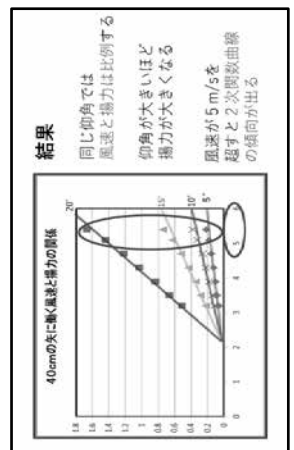 結果
同じ仰角では
風速と揚力は比例する
仰角が大きいほど
揚力が大きくなる
風速が5m/sを
超すと2次関数曲線
の傾向が出る
40cmの矢に働く風速と揚力の関係
1.8
1.6
1.4
1.2
1
0.8
0.6
0.4
0.2
0
20°
15°
10°
5°
0
1
2
3
4
5
6